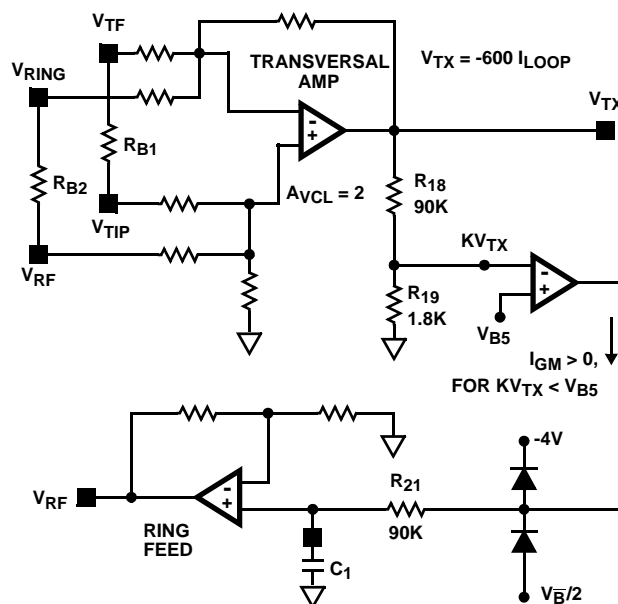 V_TF
V_RING
TRANSVERSAL
AMP
V_TX = -600 I_LOOP
V_TX
-
+
R_B1
R_B2
V_TIP
V_RF
A_VCL = 2
R_18
90K
KV_TX
-
+
R_19
1.8K
V_B5
I_GM > 0,
FOR KV_TX < V_B5
-4V
-
+
V_RF
RING
FEED
R_21
90K
C_1
V_B̅/2